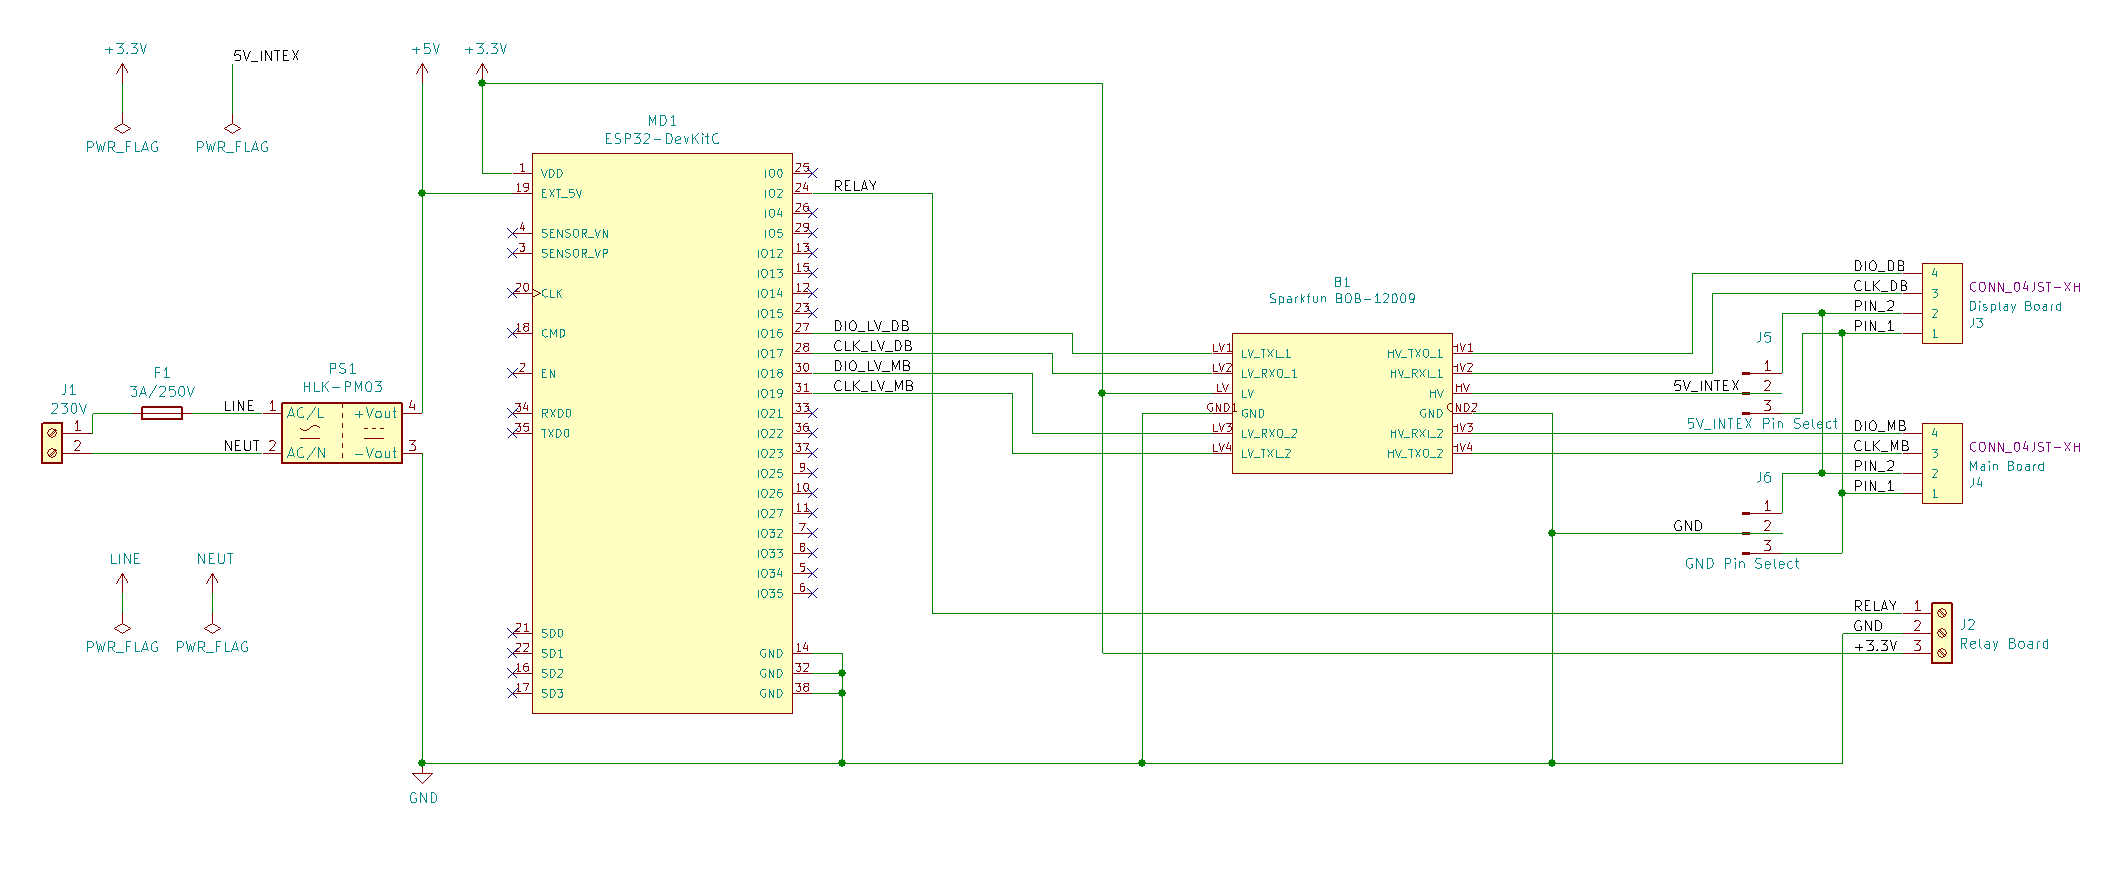 +3.3V
5V_INTEX
PWR_FLAG
PWR_FLAG
+5V
+3.3V
J1
230V
1
2
F1
3A/250V
LINE
NEUT
PS1
HLK-PM03
1 AC/L +Vout 4
2 AC/N -Vout 3
LINE
NEUT
PWR_FLAG
PWR_FLAG
GND
MD1
ESP32-DevKitC
1 VDD
19 EXT_5V
4 SENSOR_VN
3 SENSOR_VP
20 CLK
18 CMD
2 EN
34 RXD0
35 TXD0
21 SD0
22 SD1
16 SD2
17 SD3
IO0 25
IO2 24 RELAY
IO4 26
IO5 29
IO12 13
IO13 15
IO14 12
IO15 23
IO16 27 DIO_LV_DB
IO17 28 CLK_LV_DB
IO18 30 DIO_LV_MB
IO19 31 CLK_LV_MB
IO21 33
IO22 36
IO23 37
IO25 9
IO26 10
IO27 11
IO32 7
IO33 8
IO34 5
IO35 6
GND 14
GND 32
GND 38
B1
Sparkfun BOB-12009
LV1 LV_TXI_1 HV_TXO_1 HV1
LV2 LV_RXO_1 HV_RXI_1 HV2
LV LV HV HV
GND1 GND GND GND2
LV3 LV_RXO_2 HV_RXI_2 HV3
LV4 LV_TXI_2 HV_TXO_2 HV4
DIO_DB 4
CLK_DB 3
PIN_2 2
PIN_1 1
CONN_04JST-XH
Display Board
J3
J5
1
5V_INTEX 2
3
5V_INTEX Pin Select
DIO_MB 4
CLK_MB 3
PIN_2 2
PIN_1 1
CONN_04JST-XH
Main Board
J4
J6
1
GND 2
3
GND Pin Select
RELAY 1
GND 2
+3.3V 3
J2
Relay Board